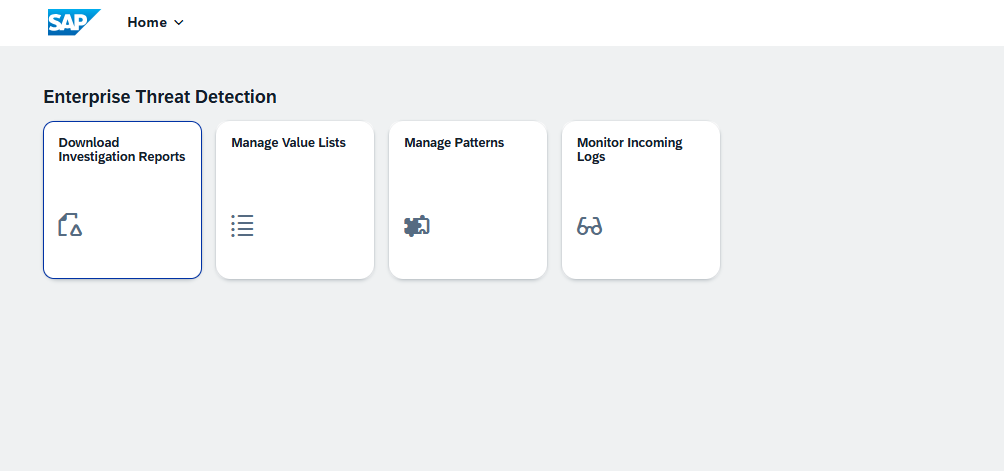 SAP
Home
Enterprise Threat Detection
Download
Investigation Reports
Manage Value Lists
Manage Patterns
Monitor Incoming
Logs